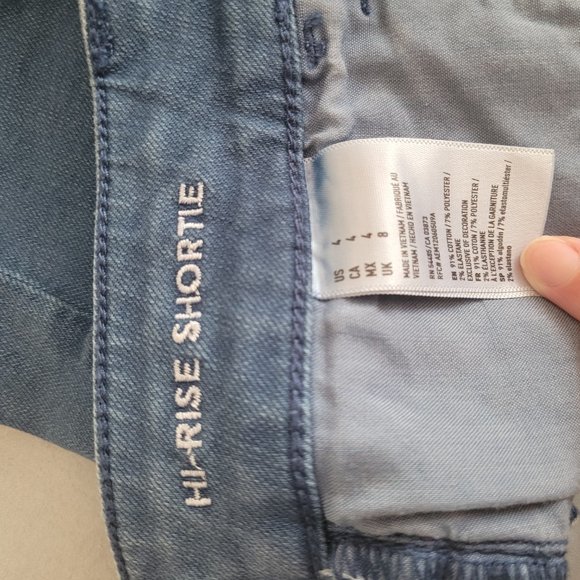 HI-RISE SHORTIE
US 4
CA 4
MX 4
UK 8
MADE IN VIETNAM / FABRIQUÉ AU
VIETNAM / HECHO EN VIETNAM
RN 54485/CA 03873
EN 91% COTTON / 7% POLYESTER /
2% ELASTANE
EXCLUSIVE OF DECORATION
FR 91% COTON / 7% POLYESTER /
2% ÉLASTHANNE
À L'EXCEPTION DE LA GARNITURE
SP 91% algodón / 7% elastomultiéster /
2% elastano